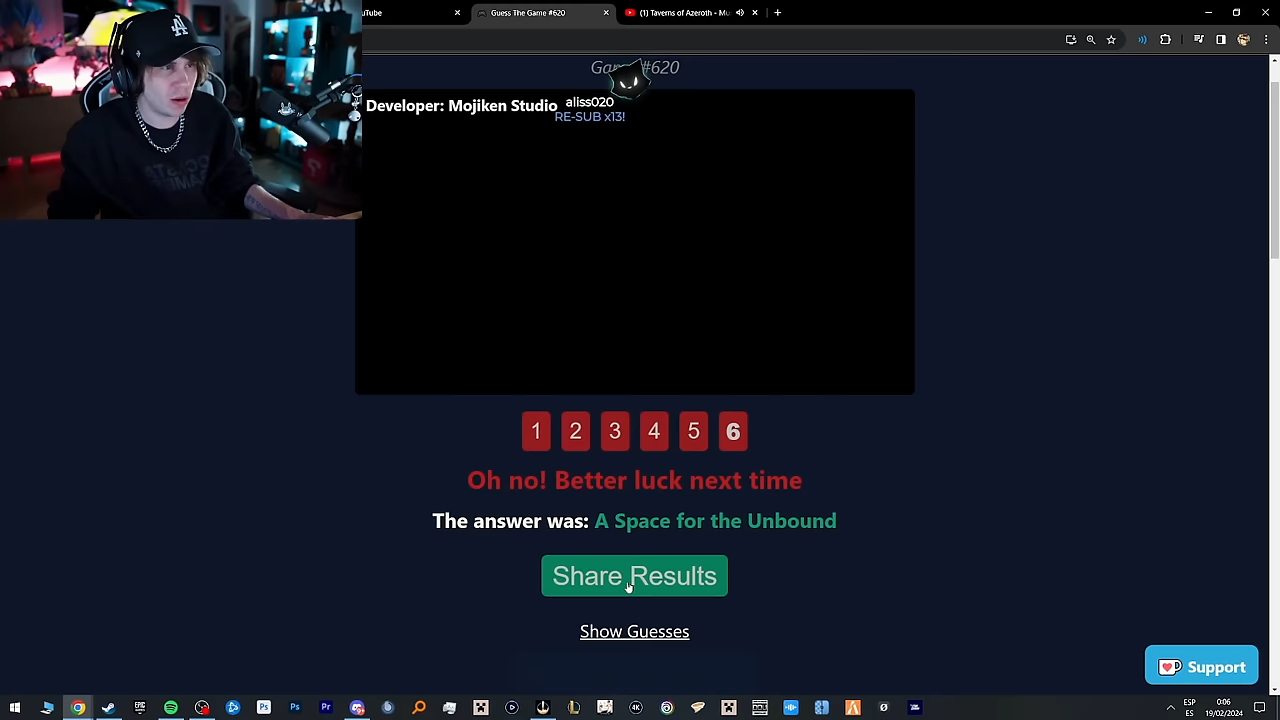 uTube
Guess The Game #620
(1) Taverns of Azeroth - Mu
Developer: Mojiken Studio
aliss020
RE-SUB x13!
1 2 3 4 5 6
Oh no! Better luck next time
The answer was: A Space for the Unbound
Share Results
Show Guesses
Support
ESP
ES
0:06
19/02/2024